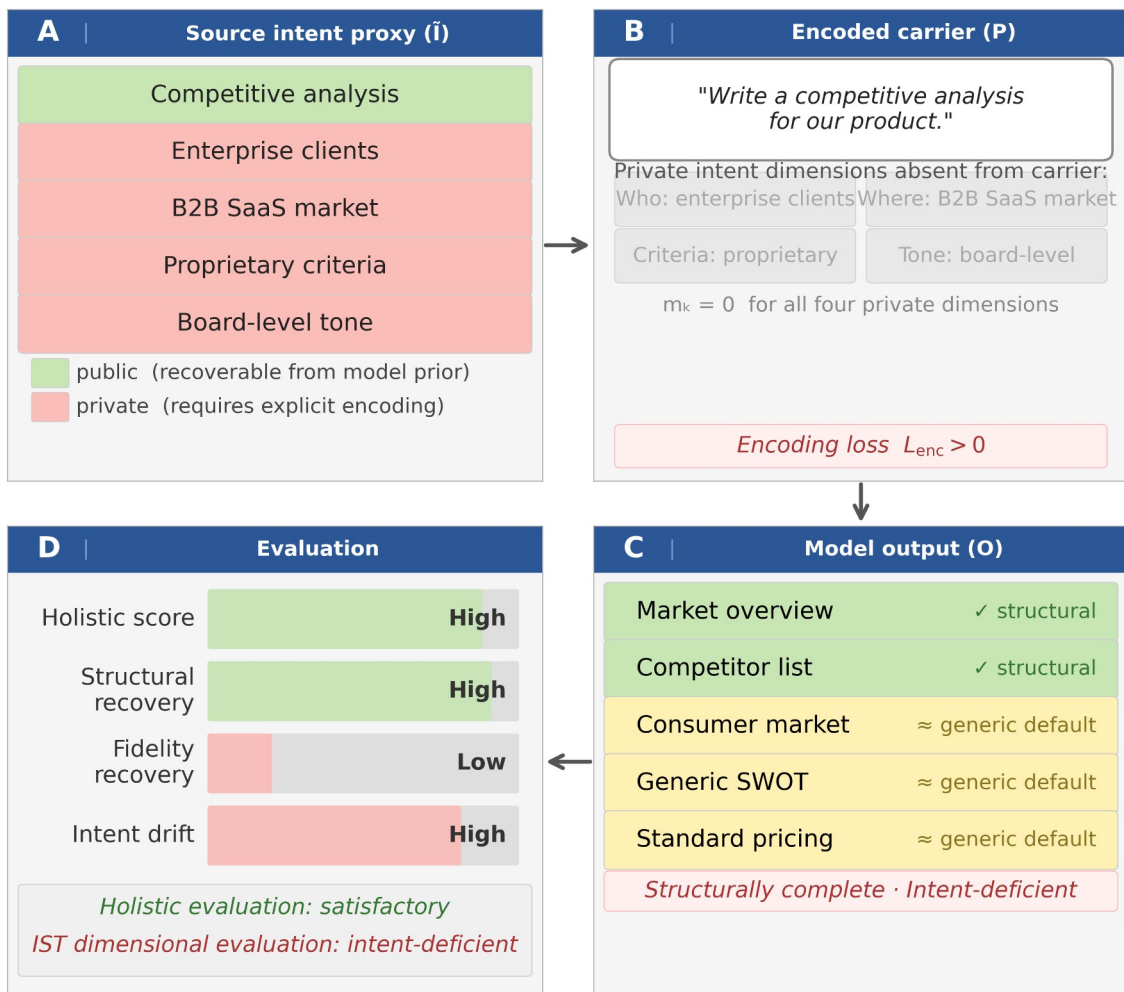 A | Source intent proxy (Ĩ)
Competitive analysis
Enterprise clients
B2B SaaS market
Proprietary criteria
Board-level tone
public (recoverable from model prior)
private (requires explicit encoding)
B | Encoded carrier (P)
"Write a competitive analysis
for our product."
Private intent dimensions absent from carrier:
Who: enterprise clients Where: B2B SaaS market
Criteria: proprietary Tone: board-level
mₖ = 0 for all four private dimensions
Encoding loss Lenc > 0
C | Model output (O)
Market overview ✓ structural
Competitor list ✓ structural
Consumer market ≈ generic default
Generic SWOT ≈ generic default
Standard pricing ≈ generic default
Structurally complete · Intent-deficient
D | Evaluation
Holistic score High
Structural
recovery High
Fidelity
recovery Low
Intent drift High
Holistic evaluation: satisfactory
IST dimensional evaluation: intent-deficient